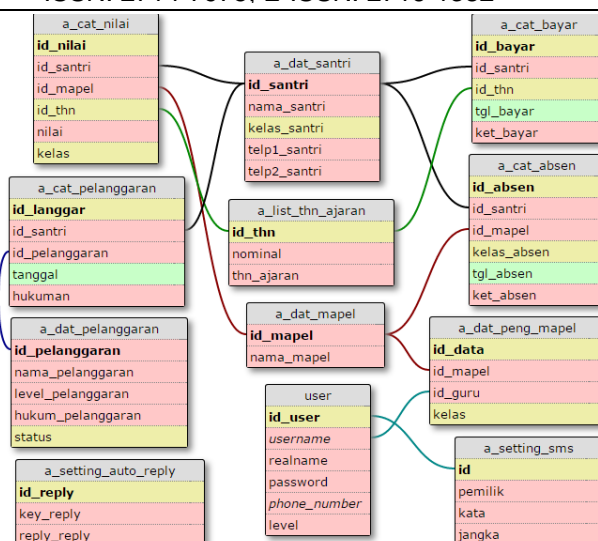 a_cat_nilai
id_nilai
id_santri
id_mapel
id_thn
nilai
kelas
a_dat_santri
id_santri
nama_santri
kelas_santri
telp1_santri
telp2_santri
a_cat_bayar
id_bayar
id_santri
id_thn
tgl_bayar
ket_bayar
a_cat_pelanggaran
id_langgar
id_santri
id_pelanggaran
tanggal
hukuman
a_list_thn_ajaran
id_thn
nominal
thn_ajaran
a_cat_absen
id_absen
id_santri
id_mapel
kelas_absen
tgl_absen
ket_absen
a_dat_pelanggaran
id_pelanggaran
nama_pelanggaran
level_pelanggaran
hukum_pelanggaran
status
a_dat_mapel
id_mapel
nama_mapel
a_dat_peng_mapel
id_data
id_mapel
id_guru
kelas
user
id_user
username
realname
password
phone_number
level
a_setting_auto_reply
id_reply
key_reply
reply_reply
a_setting_sms
id
pemilik
kata
jangka